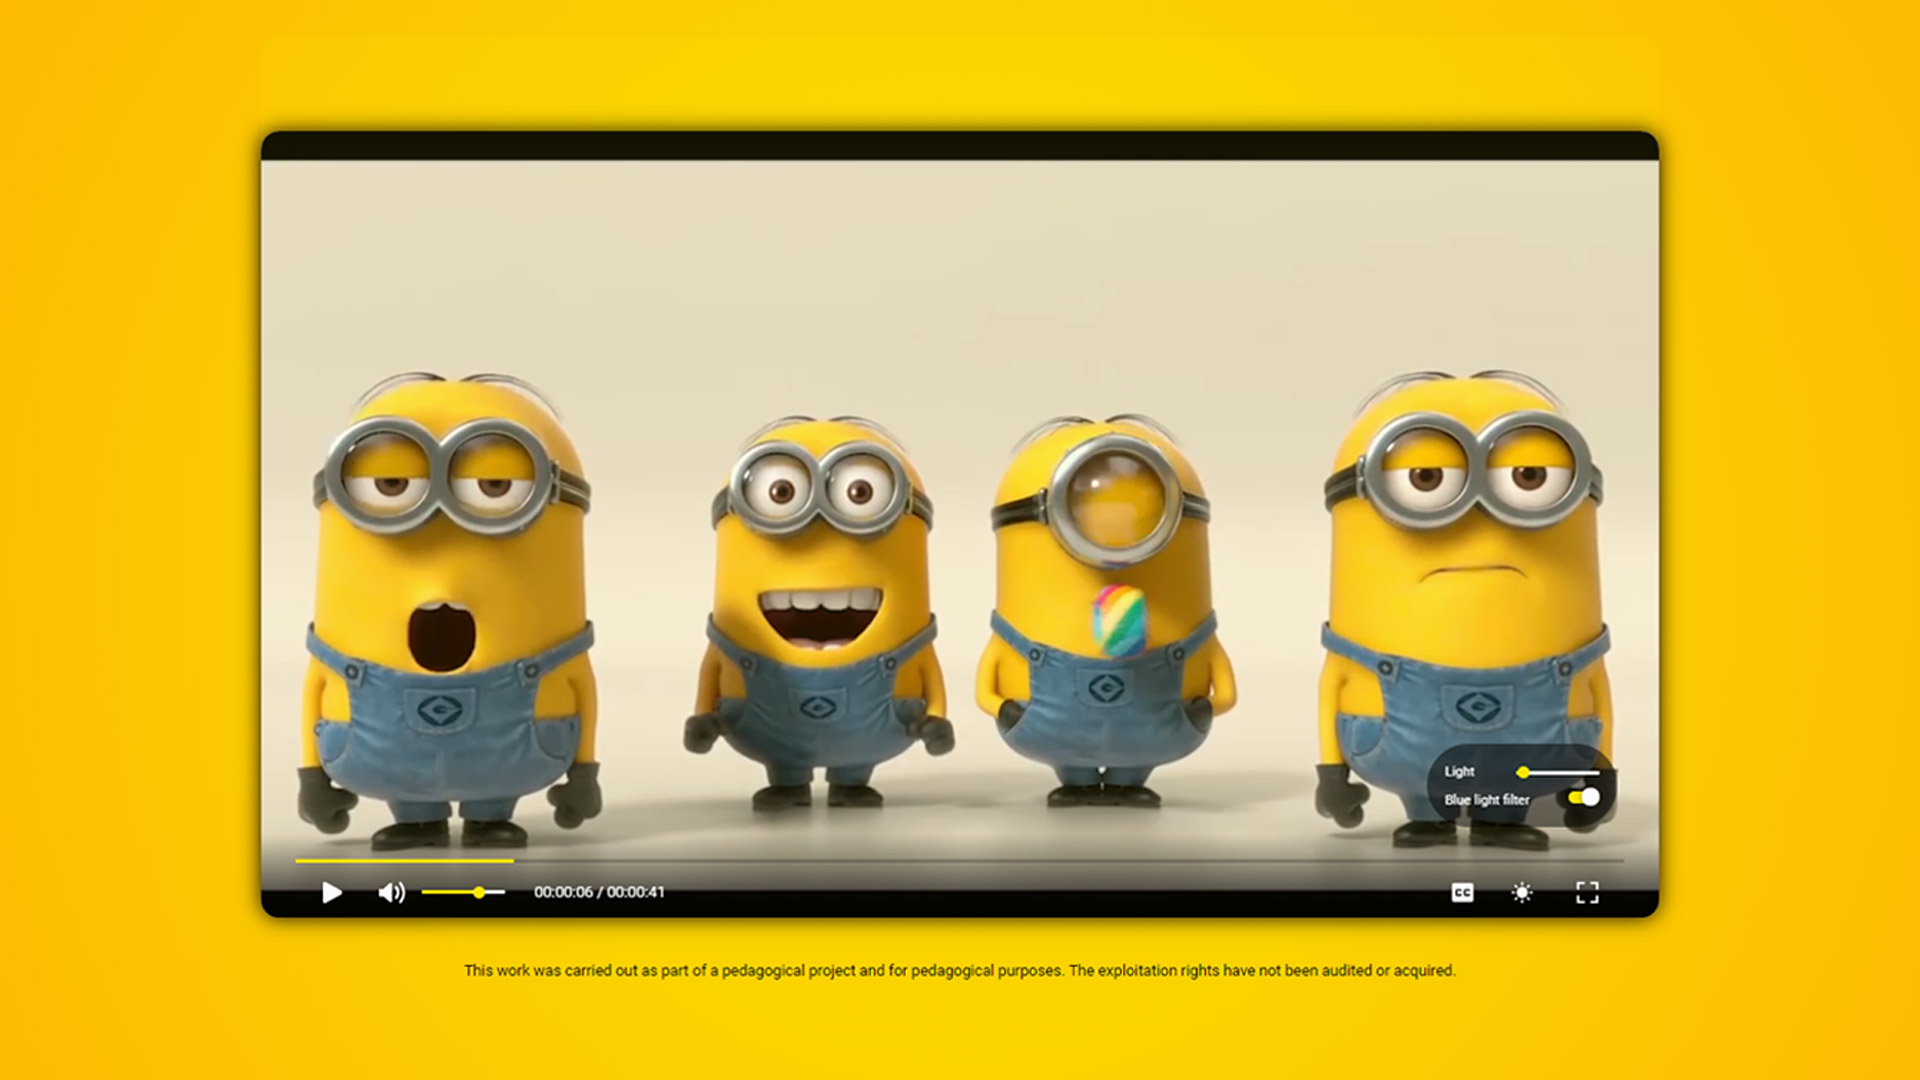 Light
Blue light filter
00:00:06 / 00:00:41
CC
This work was carried out as part of a pedagogical project and for pedagogical purposes. The exploitation rights have not been audited or acquired.